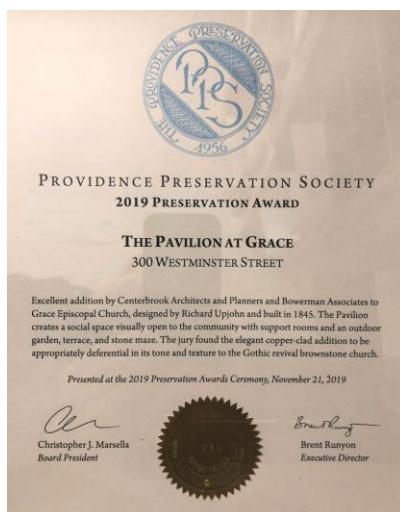 THE PROVIDENCE PRESERVATION SOCIETY
PPS
1956
PROVIDENCE PRESERVATION SOCIETY
2019 PRESERVATION AWARD
THE PAVILION AT GRACE
300 WESTMINSTER STREET
Excellent addition by Centerbrook Architects and Planners and Bowerman Associates to
Grace Episcopal Church, designed by Richard Upjohn and built in 1845. The Pavilion
creates a social space visually open to the community with support rooms and an outdoor
garden, terrace, and stone maze. The jury found the elegant copper-clad addition to be
appropriately deferential in its tone and texture to the Gothic revival brownstone church.
Presented at the 2019 Preservation Awards Ceremony, November 21, 2019
Christopher J. Marsella
Board President
Brent Runyon
Brent Runyon
Executive Director